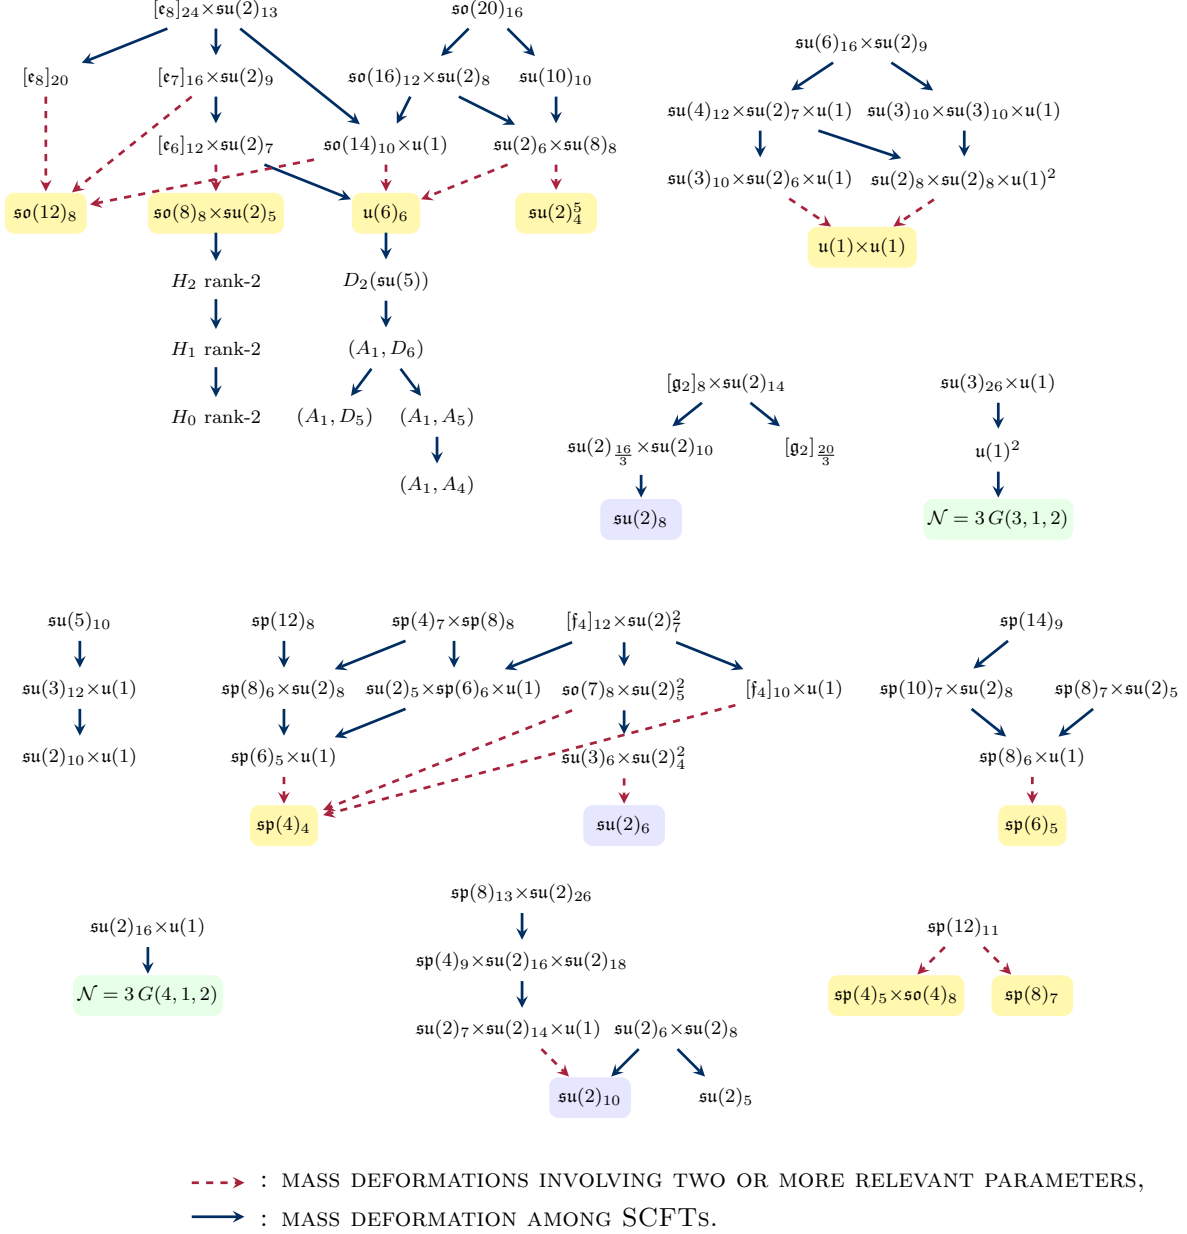 [𝔢₈]₂₄×𝔰𝔲(2)₁₃
𝔰𝔬(20)₁₆
𝔰𝔲(6)₁₆×𝔰𝔲(2)₉
[𝔢₈]₂₀
[𝔢₇]₁₆×𝔰𝔲(2)₉
𝔰𝔬(16)₁₂×𝔰𝔲(2)₈
𝔰𝔲(10)₁₀
𝔰𝔲(4)₁₂×𝔰𝔲(2)₇×𝔲(1)
𝔰𝔲(3)₁₀×𝔰𝔲(3)₁₀×𝔲(1)
[𝔢₆]₁₂×𝔰𝔲(2)₇
𝔰𝔬(14)₁₀×𝔲(1)
𝔰𝔲(2)₆×𝔰𝔲(8)₈
𝔰𝔲(3)₁₀×𝔰𝔲(2)₆×𝔲(1)
𝔰𝔲(2)₈×𝔰𝔲(2)₈×𝔲(1)²
𝔰𝔬(12)₈
𝔰𝔬(8)₈×𝔰𝔲(2)₅
𝔲(6)₆
𝔰𝔲(2)₄⁵
𝔲(1)×𝔲(1)
H₂ rank-2
D₂(𝔰𝔲(5))
H₁ rank-2
(A₁, D₆)
H₀ rank-2
(A₁, D₅)
(A₁, A₅)
(A₁, A₄)
[𝔤₂]₈×𝔰𝔲(2)₁₄
𝔰𝔲(3)₂₆×𝔲(1)
𝔰𝔲(2)_{16/3}×𝔰𝔲(2)₁₀
[𝔤₂]_{20/3}
𝔲(1)²
𝔰𝔲(2)₈
𝒩 = 3 G(3, 1, 2)
𝔰𝔲(5)₁₀
𝔰𝔭(12)₈
𝔰𝔭(4)₇×𝔰𝔭(8)₈
[𝔣₄]₁₂×𝔰𝔲(2)₇²
𝔰𝔭(14)₉
𝔰𝔲(3)₁₂×𝔲(1)
𝔰𝔭(8)₆×𝔰𝔲(2)₈
𝔰𝔲(2)₅×𝔰𝔭(6)₆×𝔲(1)
𝔰𝔬(7)₈×𝔰𝔲(2)₅²
[𝔣₄]₁₀×𝔲(1)
𝔰𝔭(10)₇×𝔰𝔲(2)₈
𝔰𝔭(8)₇×𝔰𝔲(2)₅
𝔰𝔲(2)₁₀×𝔲(1)
𝔰𝔭(6)₅×𝔲(1)
𝔰𝔲(3)₆×𝔰𝔲(2)₄²
𝔰𝔭(8)₆×𝔲(1)
𝔰𝔭(4)₄
𝔰𝔲(2)₆
𝔰𝔭(6)₅
𝔰𝔭(8)₁₃×𝔰𝔲(2)₂₆
𝔰𝔲(2)₁₆×𝔲(1)
𝔰𝔭(12)₁₁
𝔰𝔭(4)₉×𝔰𝔲(2)₁₆×𝔰𝔲(2)₁₈
𝒩 = 3 G(4, 1, 2)
𝔰𝔭(4)₅×𝔰𝔬(4)₈
𝔰𝔭(8)₇
𝔰𝔲(2)₇×𝔰𝔲(2)₁₄×𝔲(1)
𝔰𝔲(2)₆×𝔰𝔲(2)₈
𝔰𝔲(2)₁₀
𝔰𝔲(2)₅
: MASS DEFORMATIONS INVOLVING TWO OR MORE RELEVANT PARAMETERS,
: MASS DEFORMATION AMONG SCFTS.